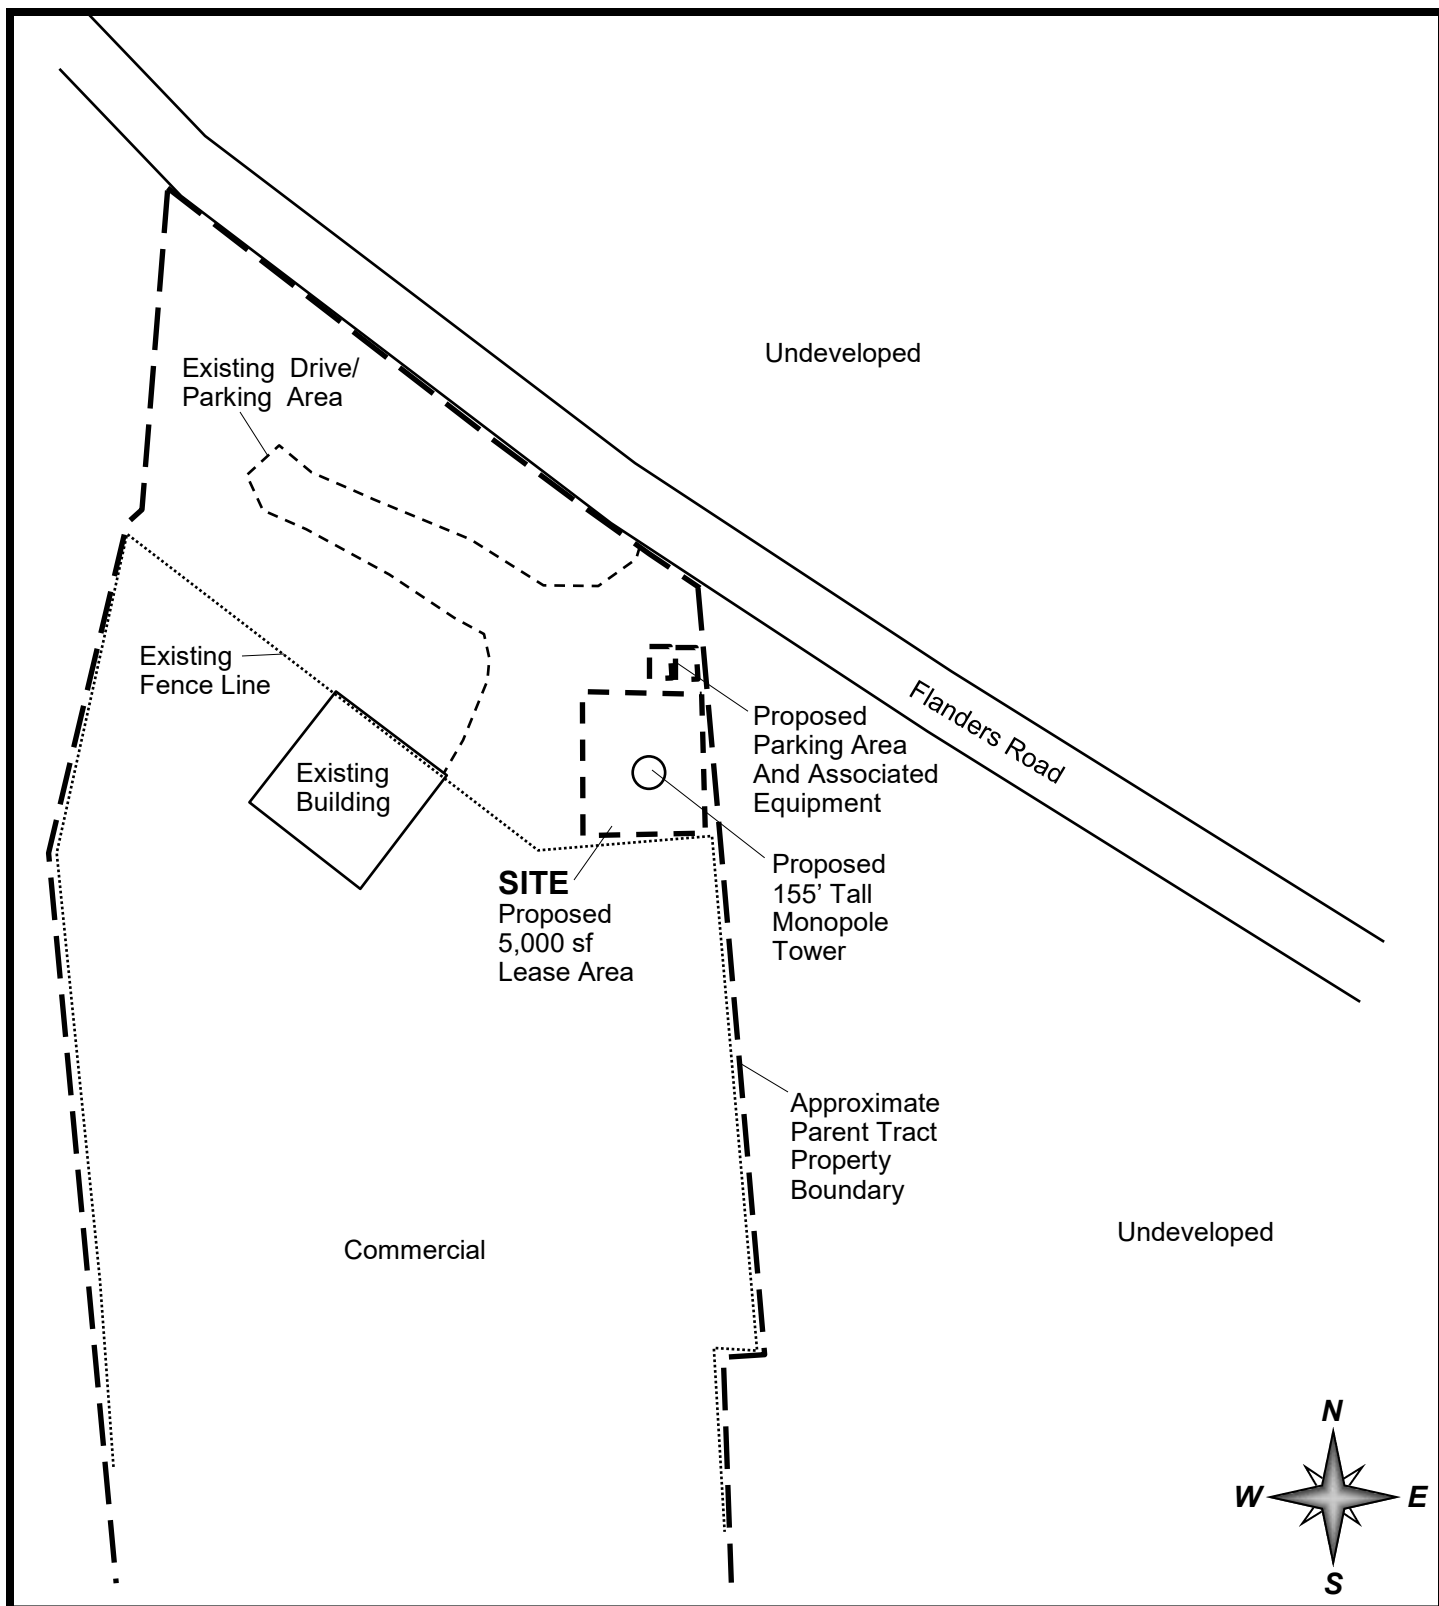 Undeveloped
Existing Drive/
Parking Area
Existing
Fence Line
Flanders Road
Proposed
Parking Area
And Associated
Equipment
Existing
Building
Proposed
155’ Tall
Monopole
Tower
SITE
Proposed
5,000 sf
Lease Area
Approximate
Parent Tract
Property
Boundary
Undeveloped
Commercial
N
W
E
S